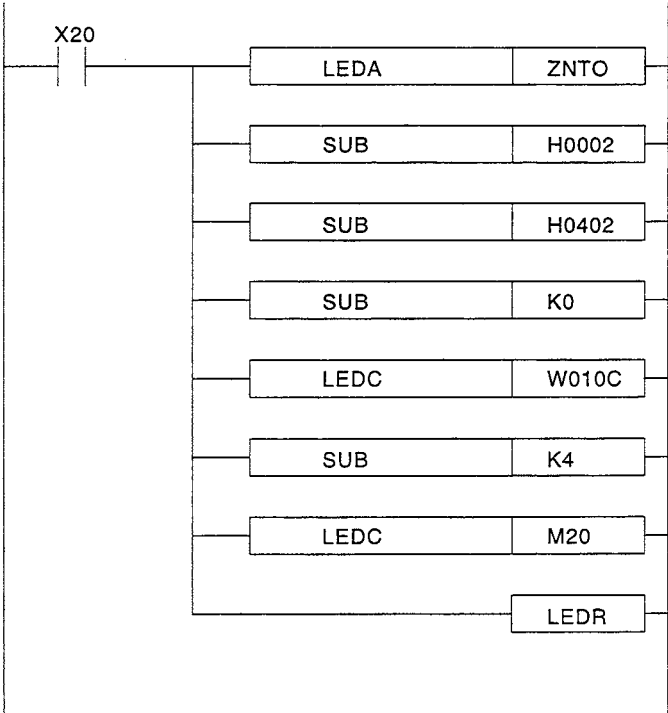 X20
LEDA ZNTO
SUB H0002
SUB H0402
SUB K0
LEDC W010C
SUB K4
LEDC M20
LEDR